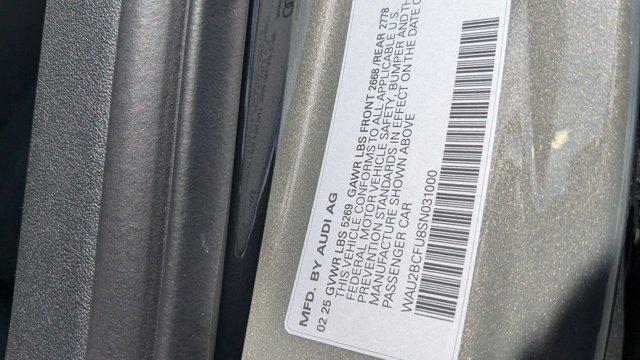 MFD. BY AUDI AG
02 25 GVWR LBS 5269 GAWR LBS FRONT 2668 /REAR 2778
THIS VEHICLE CONFORMS TO ALL APPLICABLE U.S.
FEDERAL MOTOR VEHICLE SAFETY, BUMPER AND TH
PREVENTION STANDARDS IN EFFECT ON THE DATE O
MANUFACTURE SHOWN ABOVE
PASSENGER CAR
WAU2BCFU8SN031000